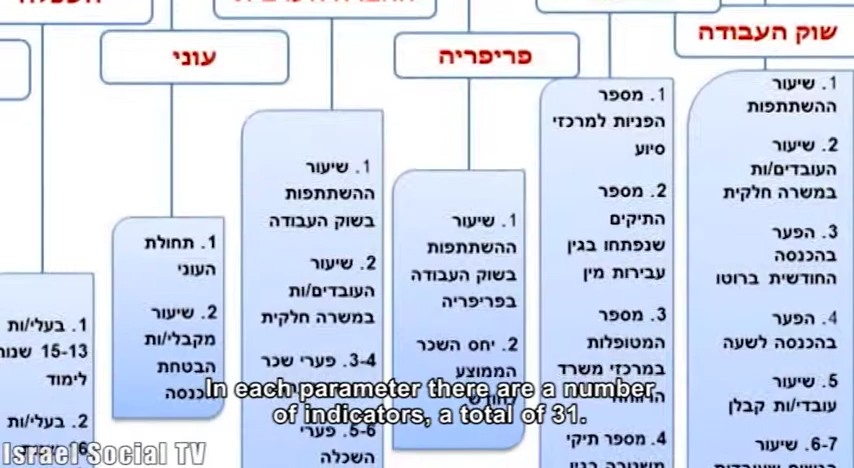 שוק העבודה
1. שיעור
ההשתתפות
2. שיעור
העובדים/ות
במשרה חלקית
3. הפער
בהכנסה
החודשית ברוטו
4. הפער
בהכנסה לשעה
5. שיעור
עובדי/ות קבלן
6-7. שיעור
1. מספר
הפניות למרכזי
סיוע
2. מספר
התיקים
שנפתחו בגין
עבירות מין
3. מספר
המטופלות
במרכזי משרד
4. מספר תיקי
פריפריה
1. שיעור
ההשתתפות
בשוק העבודה
בפריפריה
2. יחס השכר
הממוצע
1. שיעור
ההשתתפות
בשוק העבודה
2. שיעור
העובדים/ות
במשרה חלקית
3-4. פערי שכר
5-6. פערי
השכלה
עוני
1. תחולת
העוני
2. שיעור
מקבלי/ות
הבטחת
הכנסה
1. בעלי/ות
13-15 שנות
לימוד
2. בעלי/ות
In each parameter there are a number
of indicators, a total of 31.
Israel Social TV